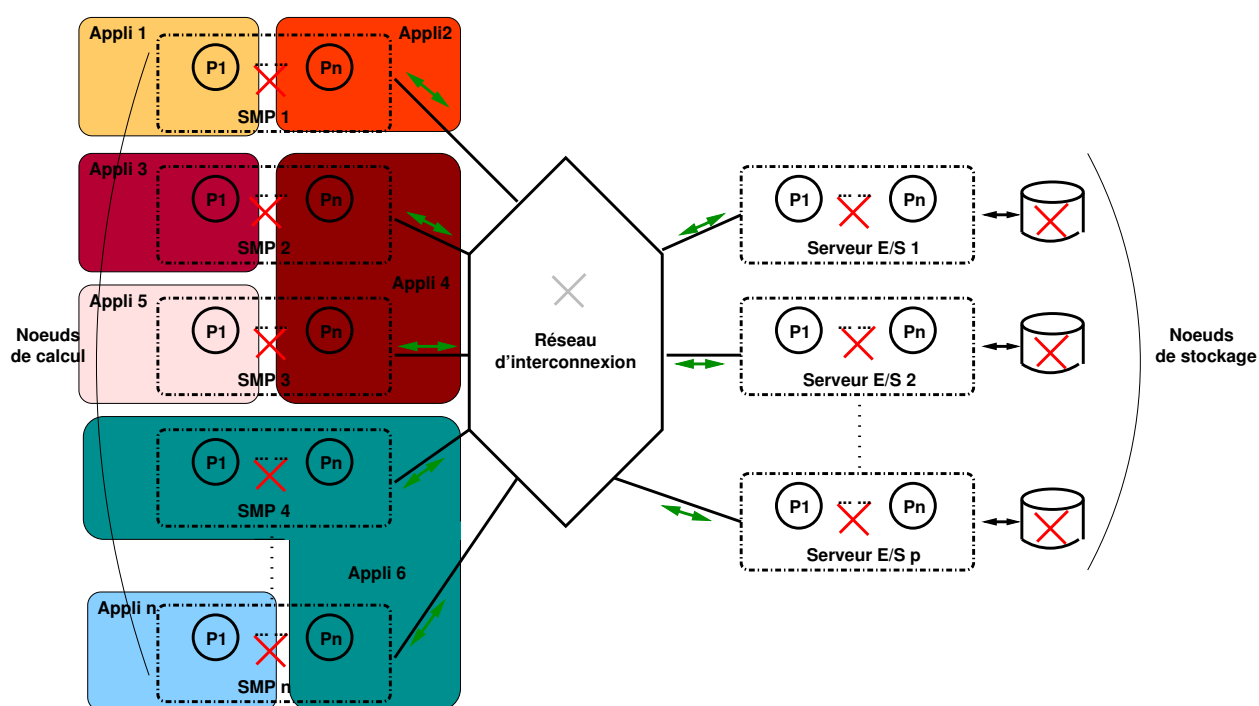 Appli 1
Appli2
P1
Pn
SMP 1
Appli 3
P1
Pn
SMP 2
Appli 4
Appli 5
P1
Pn
SMP 3
Noeuds
de calcul
P1
Pn
SMP 4
Appli 6
Appli n
P1
Pn
SMP n
Réseau
d'interconnexion
P1
Pn
Serveur E/S 1
P1
Pn
Serveur E/S 2
P1
Pn
Serveur E/S p
Noeuds
de stockage